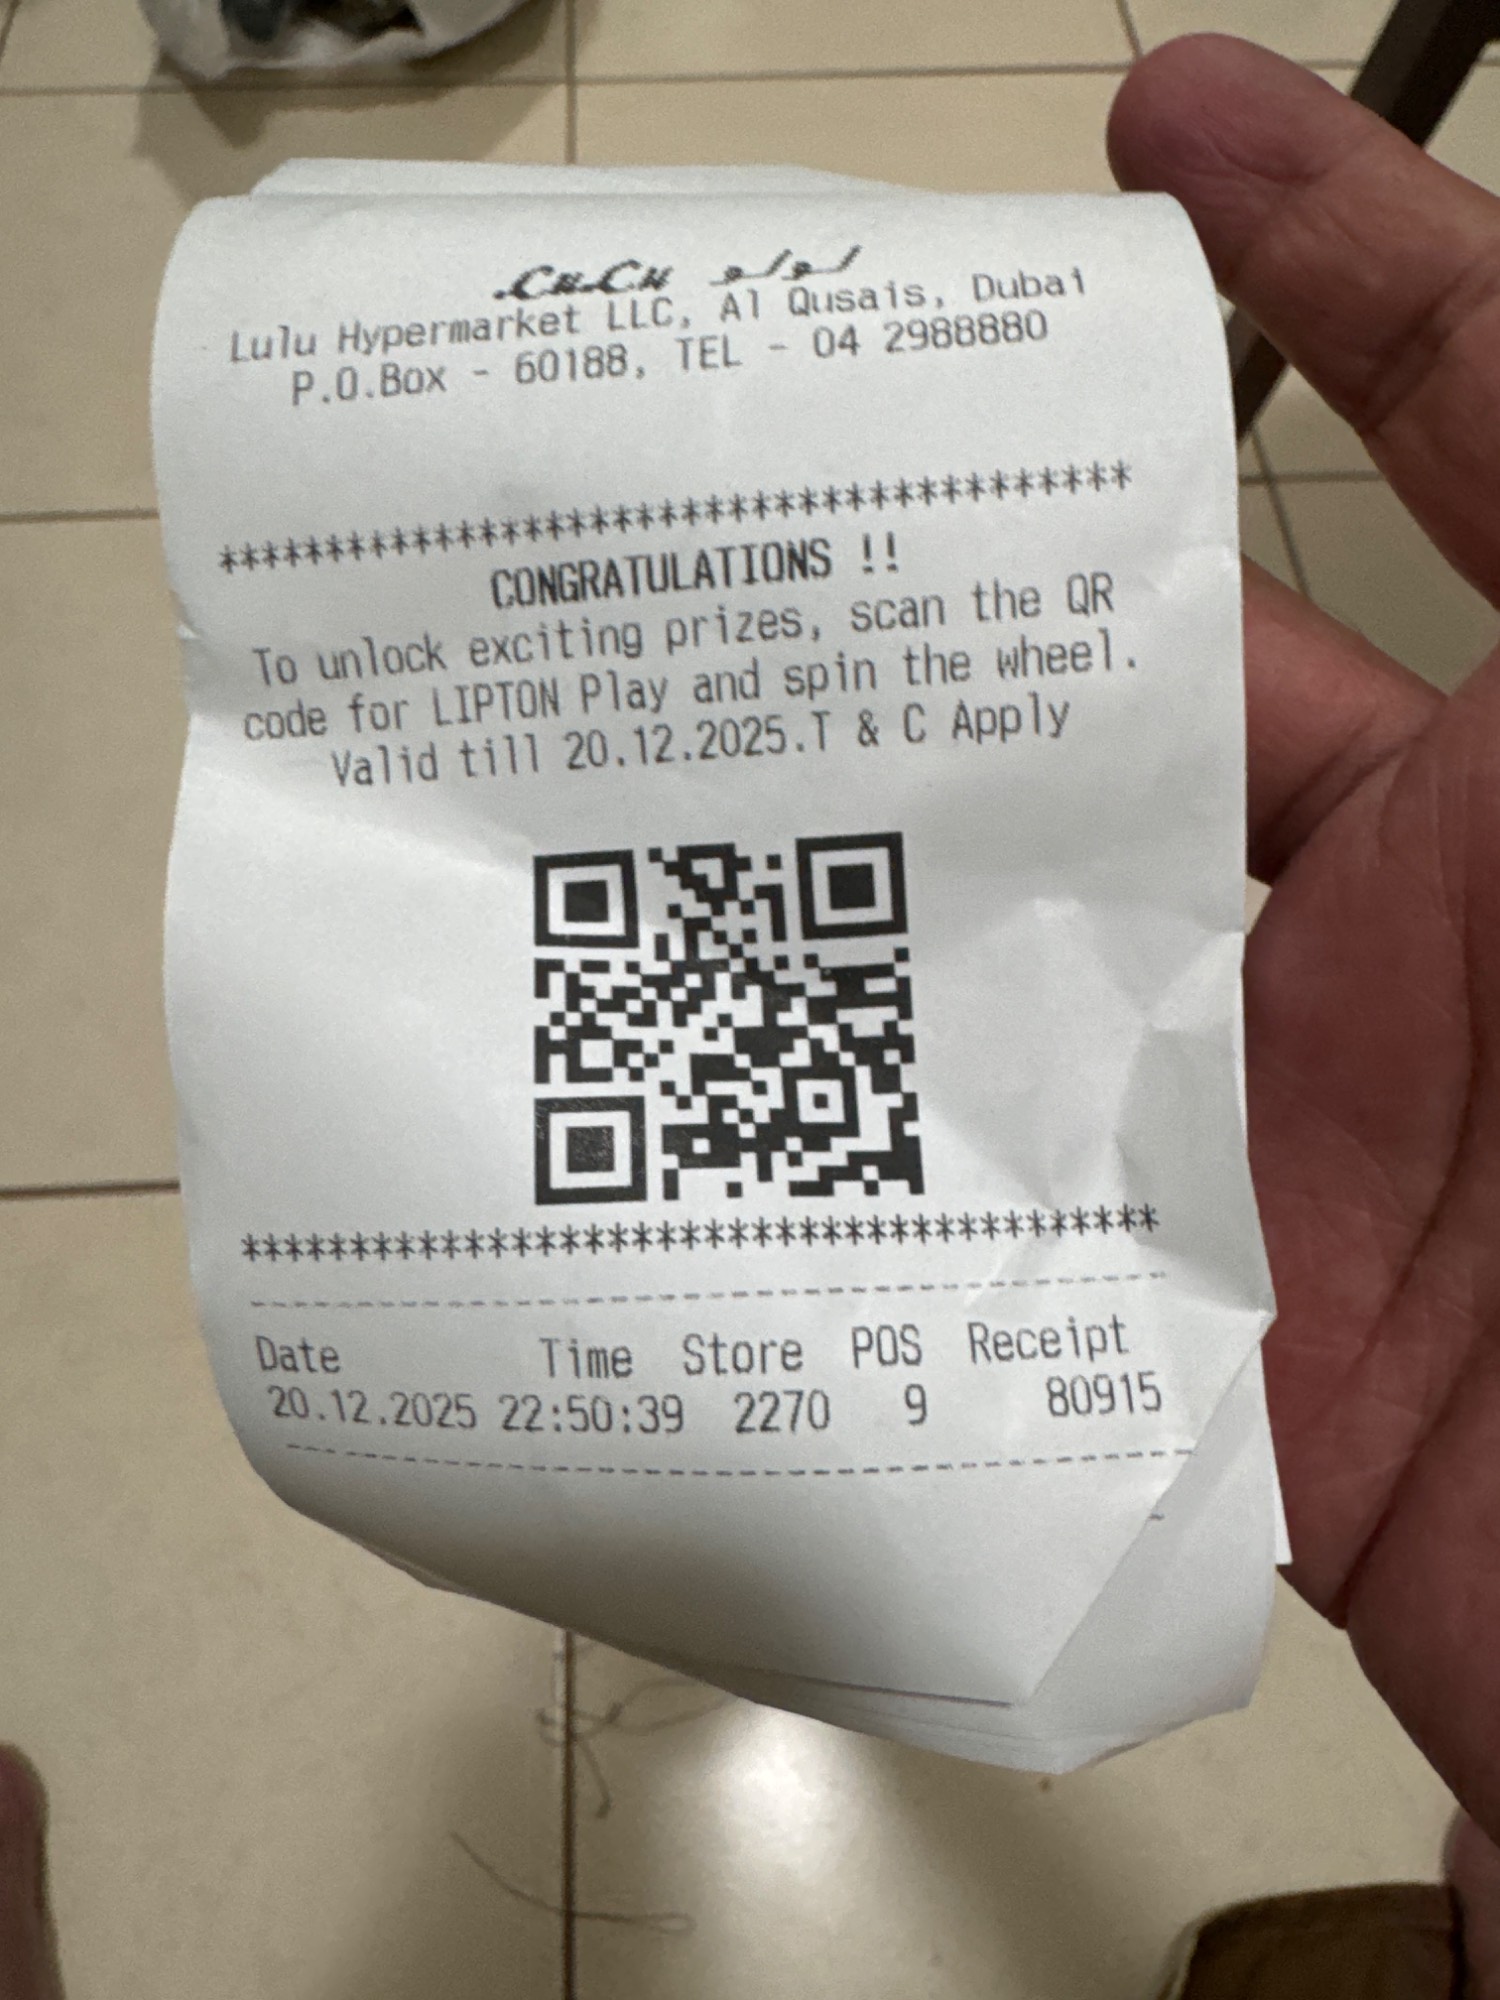 لولو
Lulu Hypermarket LLC, Al Qusais, Dubai
P.O.Box - 60188, TEL - 04 2988880
**************************************
CONGRATULATIONS !!
To unlock exciting prizes, scan the QR
code for LIPTON Play and spin the wheel.
Valid till 20.12.2025.T & C Apply
**************************************
Date Time Store POS Receipt
20.12.2025 22:50:39 2270 9 80915